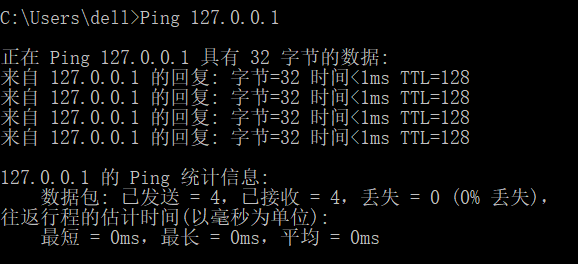 C:\Users\dell>Ping 127.0.0.1
正在 Ping 127.0.0.1 具有 32 字节的数据:
来自 127.0.0.1 的回复: 字节=32 时间<1ms TTL=128
来自 127.0.0.1 的回复: 字节=32 时间<1ms TTL=128
来自 127.0.0.1 的回复: 字节=32 时间<1ms TTL=128
来自 127.0.0.1 的回复: 字节=32 时间<1ms TTL=128
127.0.0.1 的 Ping 统计信息:
数据包: 已发送 = 4，已接收 = 4，丢失 = 0 (0% 丢失)，
往返行程的估计时间(以毫秒为单位):
最短 = 0ms，最长 = 0ms，平均 = 0ms